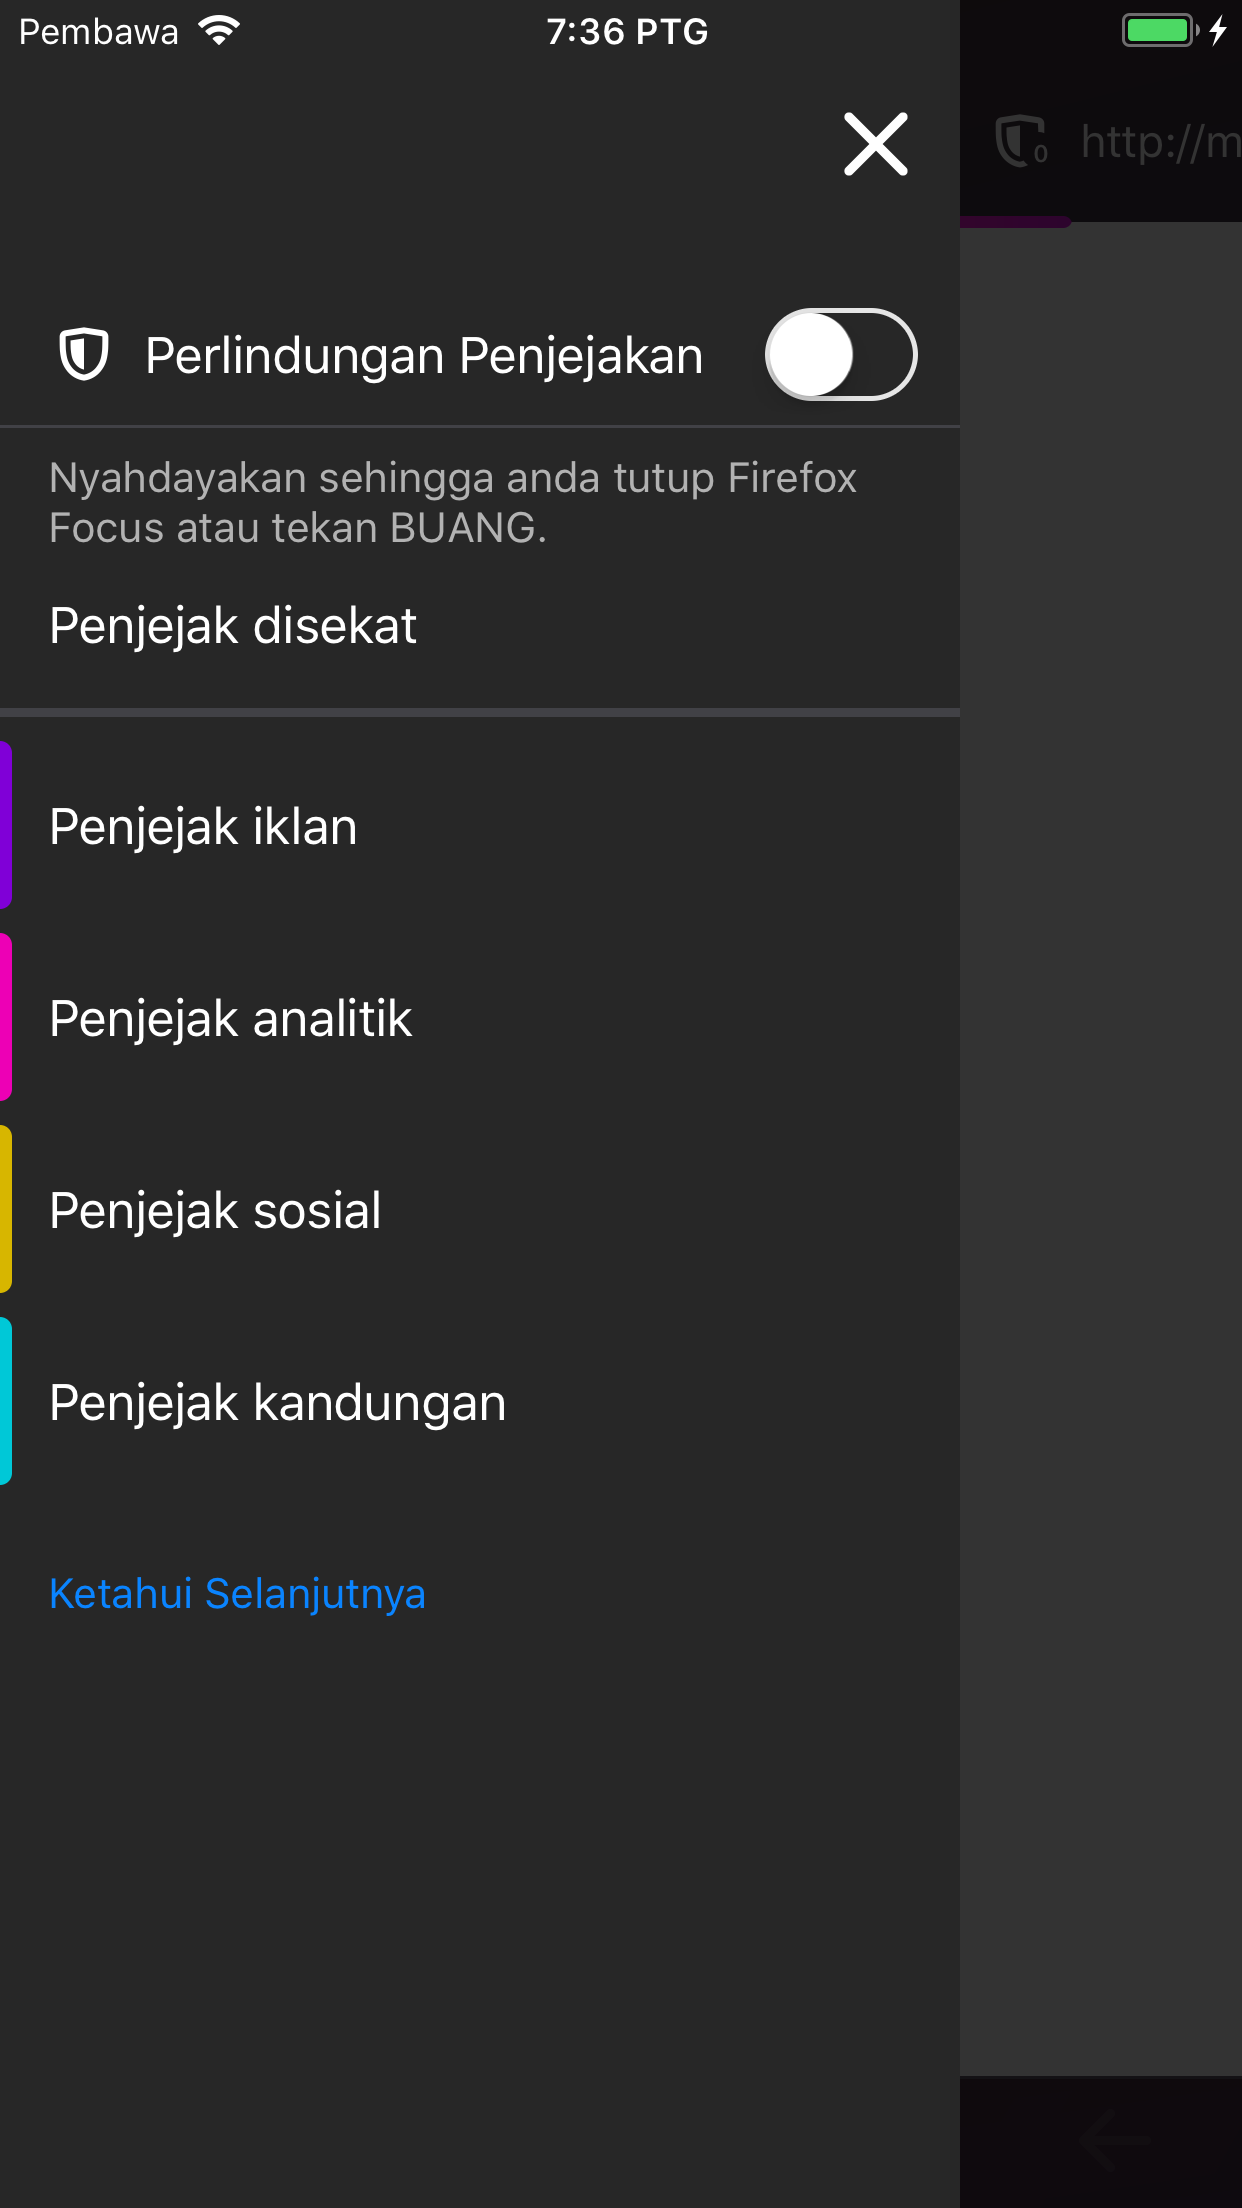 Pembawa
7:36 PTG
0
http://m
Perlindungan Penjejakan
Nyahdayakan sehingga anda tutup Firefox
Focus atau tekan BUANG.
Penjejak disekat
Penjejak iklan
Penjejak analitik
Penjejak sosial
Penjejak kandungan
Ketahui Selanjutnya